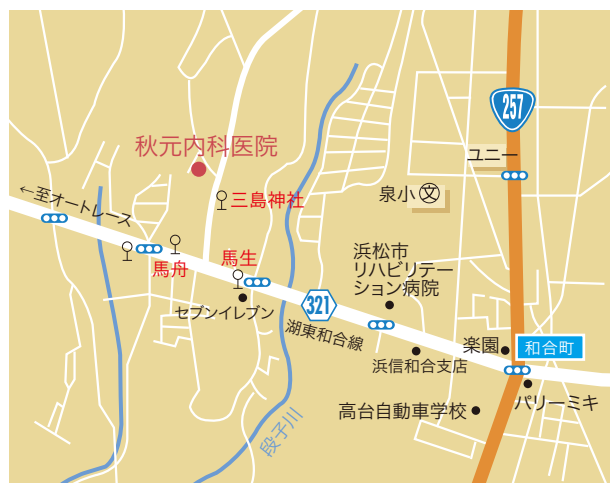 257
ユニー
秋元内科医院
三島神社
泉小
文
←至オートレース
馬舟
馬生
浜松市
リハビリテー
ション病院
セブンイレブン
321
湖東和合線
楽園
和合町
浜信和合支店
パリーミキ
高台自動車学校
段子川